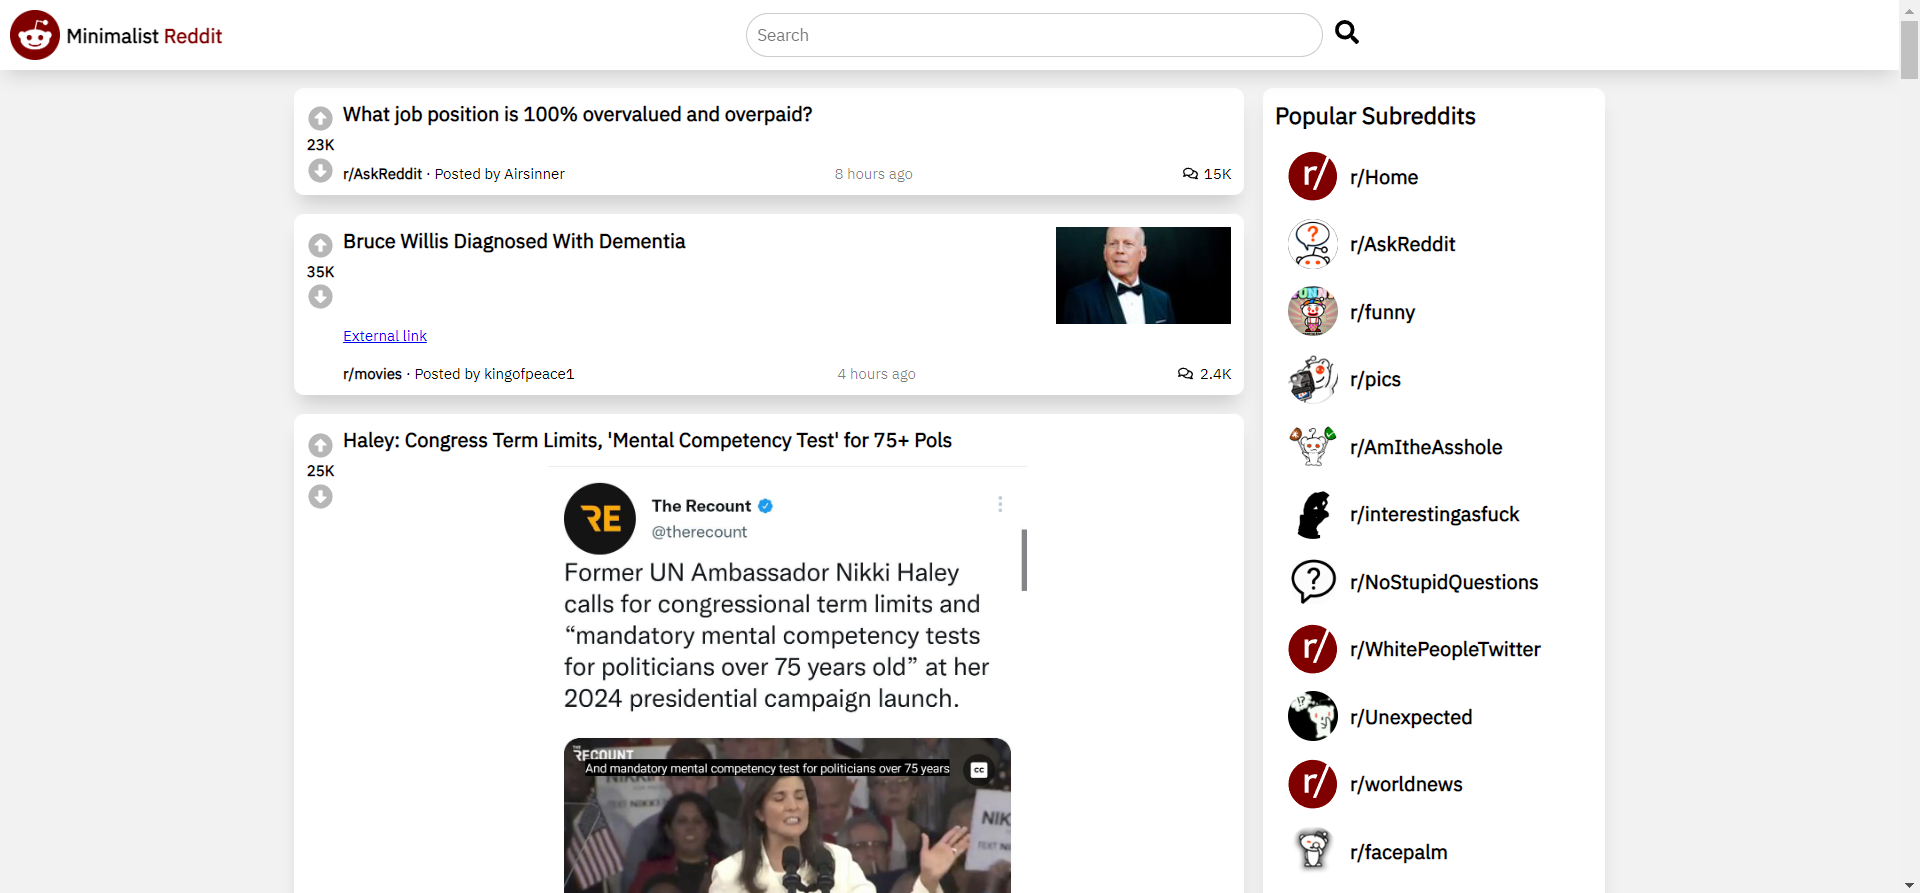 Minimalist Reddit
Search
What job position is 100% overvalued and overpaid?
23K
r/AskReddit · Posted by Airsinner
8 hours ago
15K
Bruce Willis Diagnosed With Dementia
35K
External link
r/movies · Posted by kingofpeace1
4 hours ago
2.4K
Haley: Congress Term Limits, 'Mental Competency Test' for 75+ Pols
25K
RE
The Recount
@therecount
Former UN Ambassador Nikki Haley
calls for congressional term limits and
“mandatory mental competency tests
for politicians over 75 years old” at her
2024 presidential campaign launch.
THE
RECOUNT
And mandatory mental competency test for politicians over 75 years
CC
NIK
Popular Subreddits
r/
r/Home
?
r/AskReddit
r/funny
r/pics
r/AmItheAsshole
r/interestingasfuck
?
r/NoStupidQuestions
r/
r/WhitePeopleTwitter
!?
r/Unexpected
r/
r/worldnews
r/facepalm